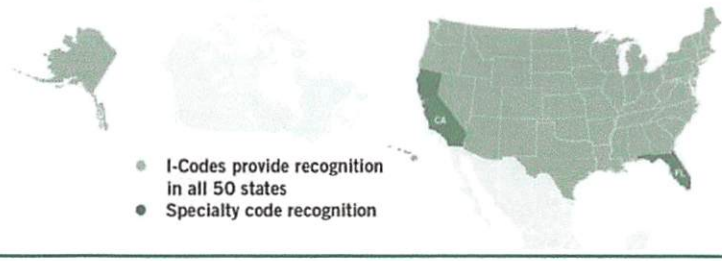 CA
FL
I-Codes provide recognition
in all 50 states
Specialty code recognition